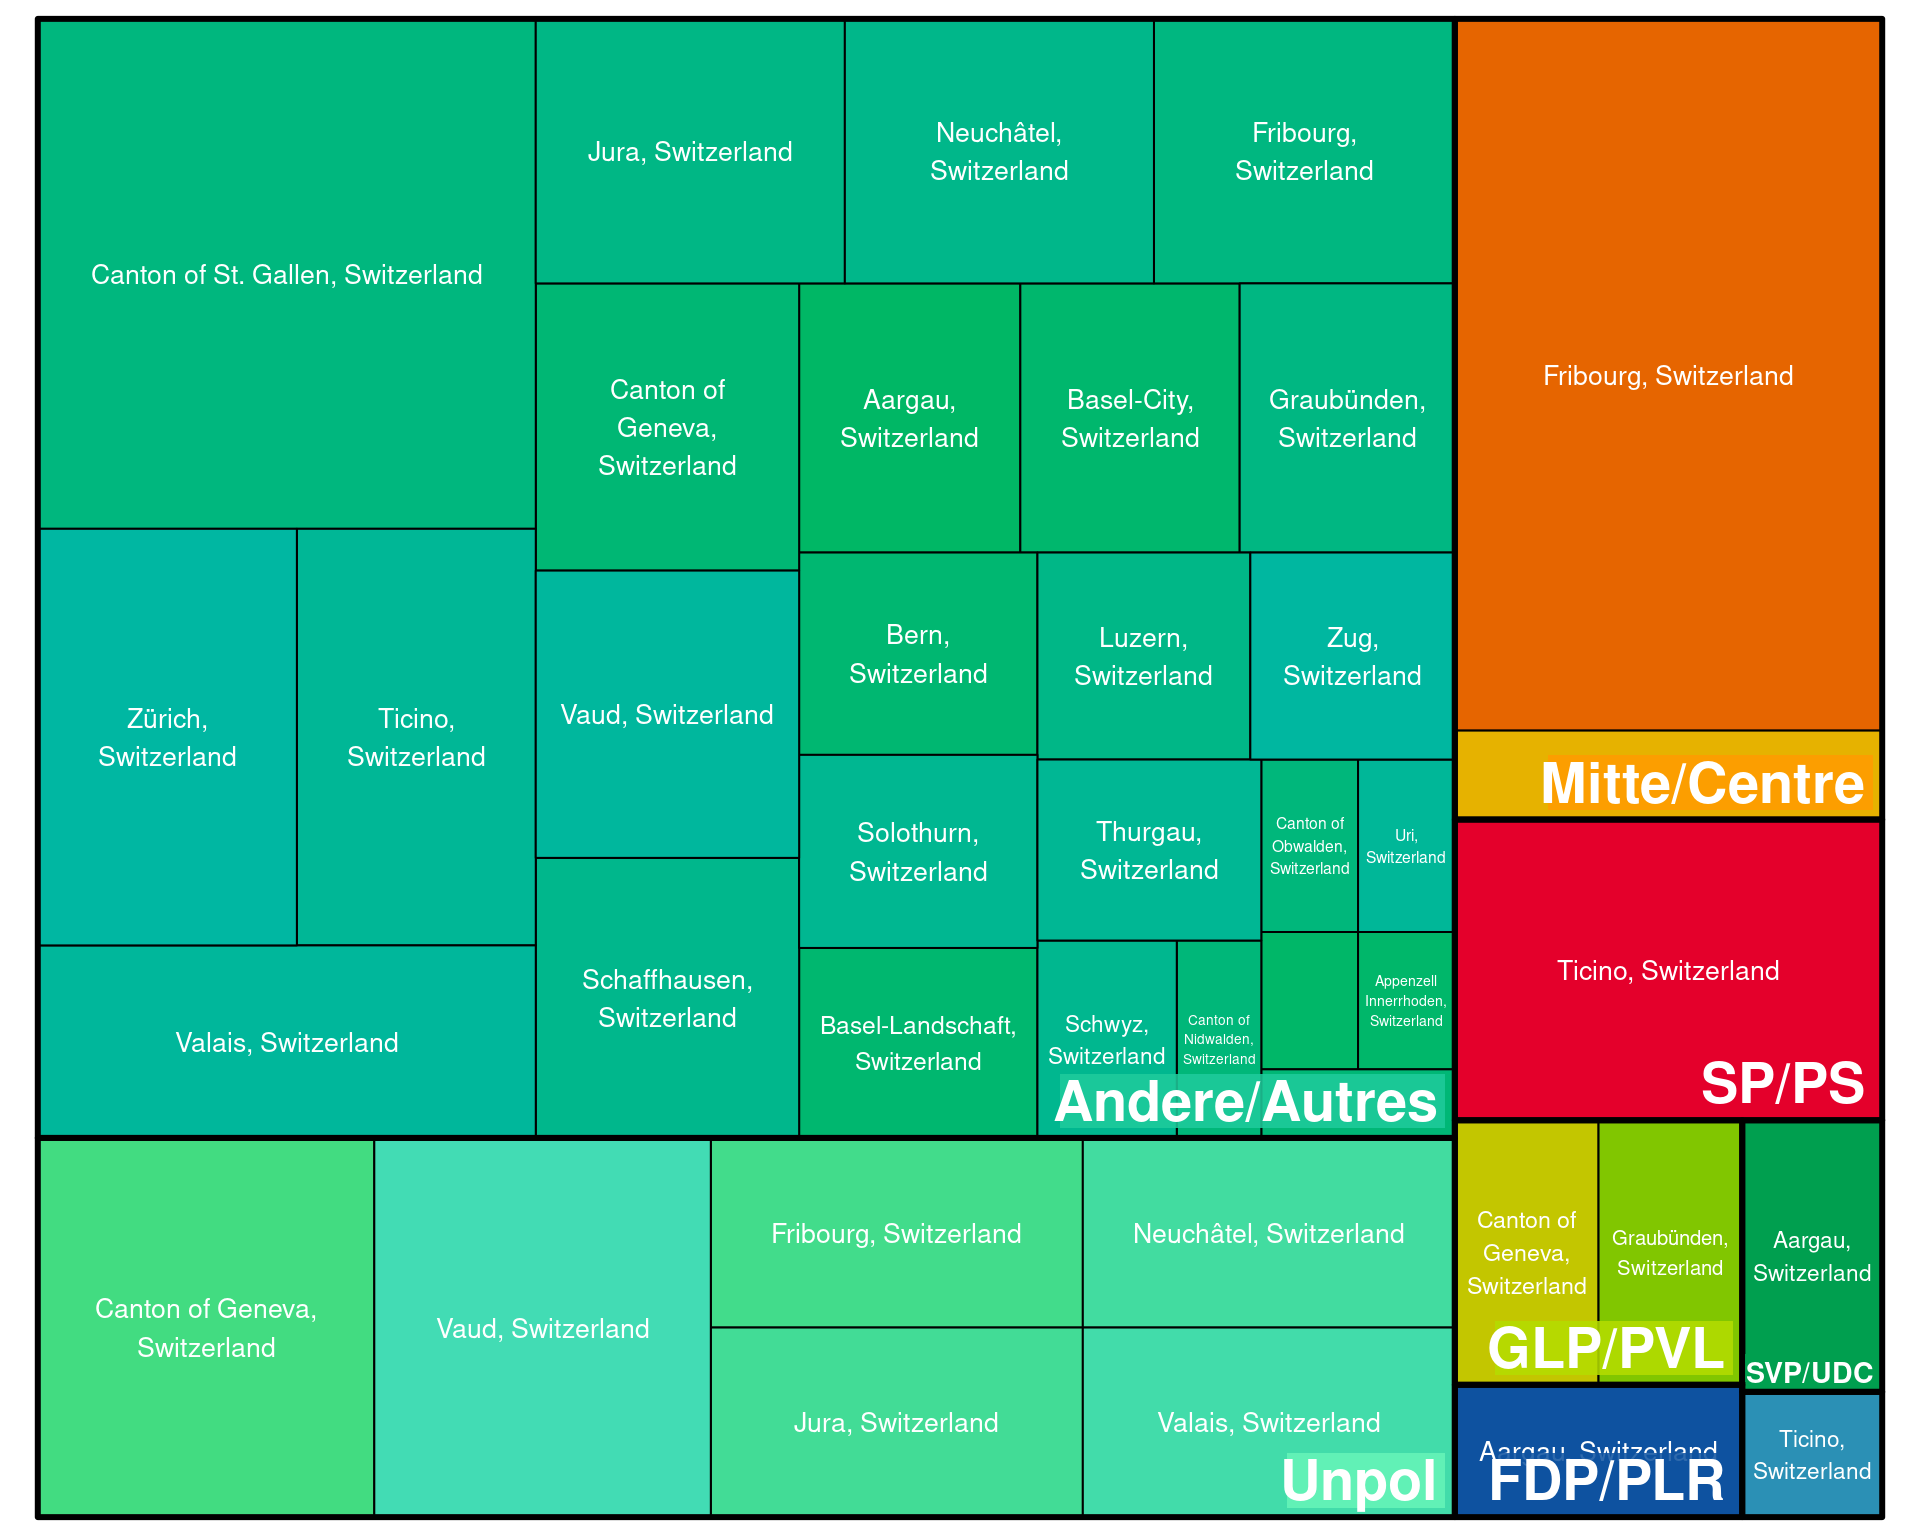 Canton of St. Gallen, Switzerland
Jura, Switzerland
Neuchâtel,
Switzerland
Fribourg,
Switzerland
Canton of
Geneva,
Switzerland
Aargau,
Switzerland
Basel-City,
Switzerland
Graubünden,
Switzerland
Zürich,
Switzerland
Ticino,
Switzerland
Vaud, Switzerland
Bern,
Switzerland
Luzern,
Switzerland
Zug,
Switzerland
Solothurn,
Switzerland
Thurgau,
Switzerland
Canton of
Obwalden,
Switzerland
Uri,
Switzerland
Valais, Switzerland
Schaffhausen,
Switzerland
Basel-Landschaft,
Switzerland
Schwyz,
Switzerland
Canton of
Nidwalden,
Switzerland
Appenzell
Innerrhoden,
Switzerland
Andere/Autres
Fribourg, Switzerland
Mitte/Centre
Ticino, Switzerland
SP/PS
Canton of Geneva,
Switzerland
Vaud, Switzerland
Fribourg, Switzerland
Neuchâtel, Switzerland
Jura, Switzerland
Valais, Switzerland
Unpol
Canton of
Geneva,
Switzerland
Graubünden,
Switzerland
GLP/PVL
Aargau,
Switzerland
SVP/UDC
Aargau, Switzerland
FDP/PLR
Ticino,
Switzerland